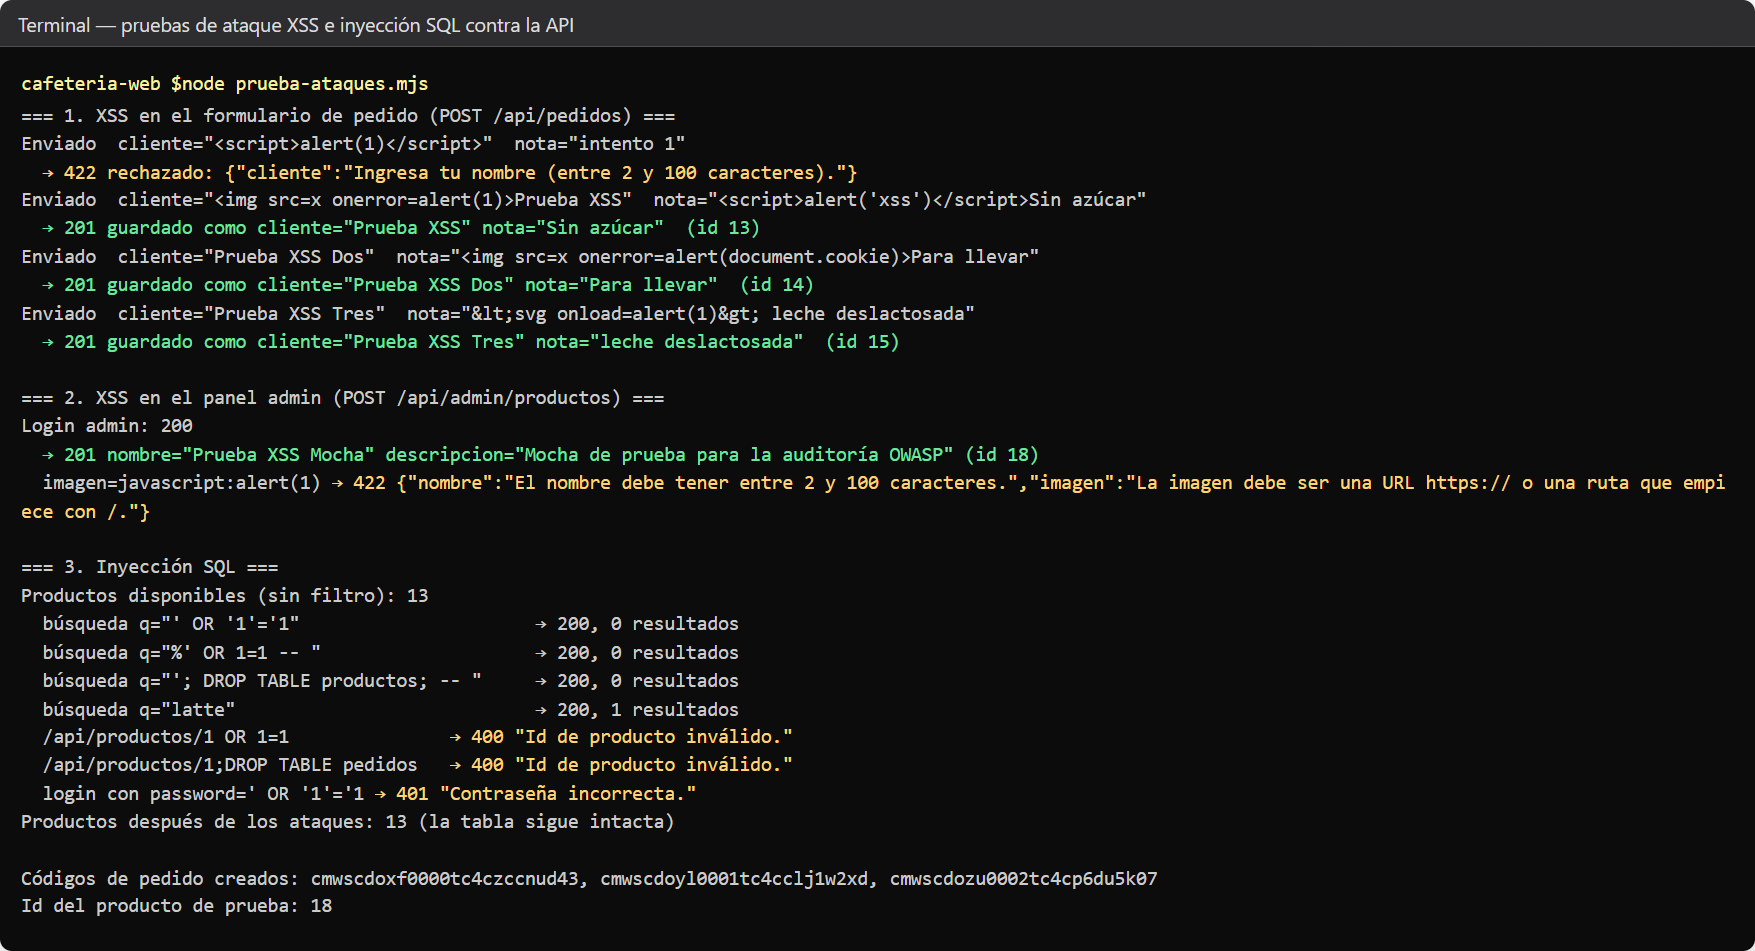 Terminal — pruebas de ataque XSS e inyección SQL contra la API
cafeteria-web $node prueba-ataques.mjs
=== 1. XSS en el formulario de pedido (POST /api/pedidos) ===
Enviado  cliente="<script>alert(1)</script>"  nota="intento 1"
  → 422 rechazado: {"cliente":"Ingresa tu nombre (entre 2 y 100 caracteres)."}
Enviado  cliente="<img src=x onerror=alert(1)>Prueba XSS"  nota="<script>alert('xss')</script>Sin azúcar"
  → 201 guardado como cliente="Prueba XSS" nota="Sin azúcar"  (id 13)
Enviado  cliente="Prueba XSS Dos"  nota="<img src=x onerror=alert(document.cookie)>Para llevar"
  → 201 guardado como cliente="Prueba XSS Dos" nota="Para llevar"  (id 14)
Enviado  cliente="Prueba XSS Tres"  nota="&lt;svg onload=alert(1)&gt; leche deslactosada"
  → 201 guardado como cliente="Prueba XSS Tres" nota="leche deslactosada"  (id 15)
=== 2. XSS en el panel admin (POST /api/admin/productos) ===
Login admin: 200
  → 201 nombre="Prueba XSS Mocha" descripcion="Mocha de prueba para la auditoría OWASP" (id 18)
  imagen=javascript:alert(1) → 422 {"nombre":"El nombre debe tener entre 2 y 100 caracteres.","imagen":"La imagen debe ser una URL https:// o una ruta que empi
ece con /."}
=== 3. Inyección SQL ===
Productos disponibles (sin filtro): 13
  búsqueda q="' OR '1'='1"                      → 200, 0 resultados
  búsqueda q="%' OR 1=1 -- "                    → 200, 0 resultados
  búsqueda q="'; DROP TABLE productos; -- "     → 200, 0 resultados
  búsqueda q="latte"                            → 200, 1 resultados
  /api/productos/1 OR 1=1               → 400 "Id de producto inválido."
  /api/productos/1;DROP TABLE pedidos   → 400 "Id de producto inválido."
  login con password=' OR '1'='1 → 401 "Contraseña incorrecta."
Productos después de los ataques: 13 (la tabla sigue intacta)
Códigos de pedido creados: cmwscdoxf0000tc4czccnud43, cmwscdoyl0001tc4cclj1w2xd, cmwscdozu0002tc4cp6du5k07
Id del producto de prueba: 18